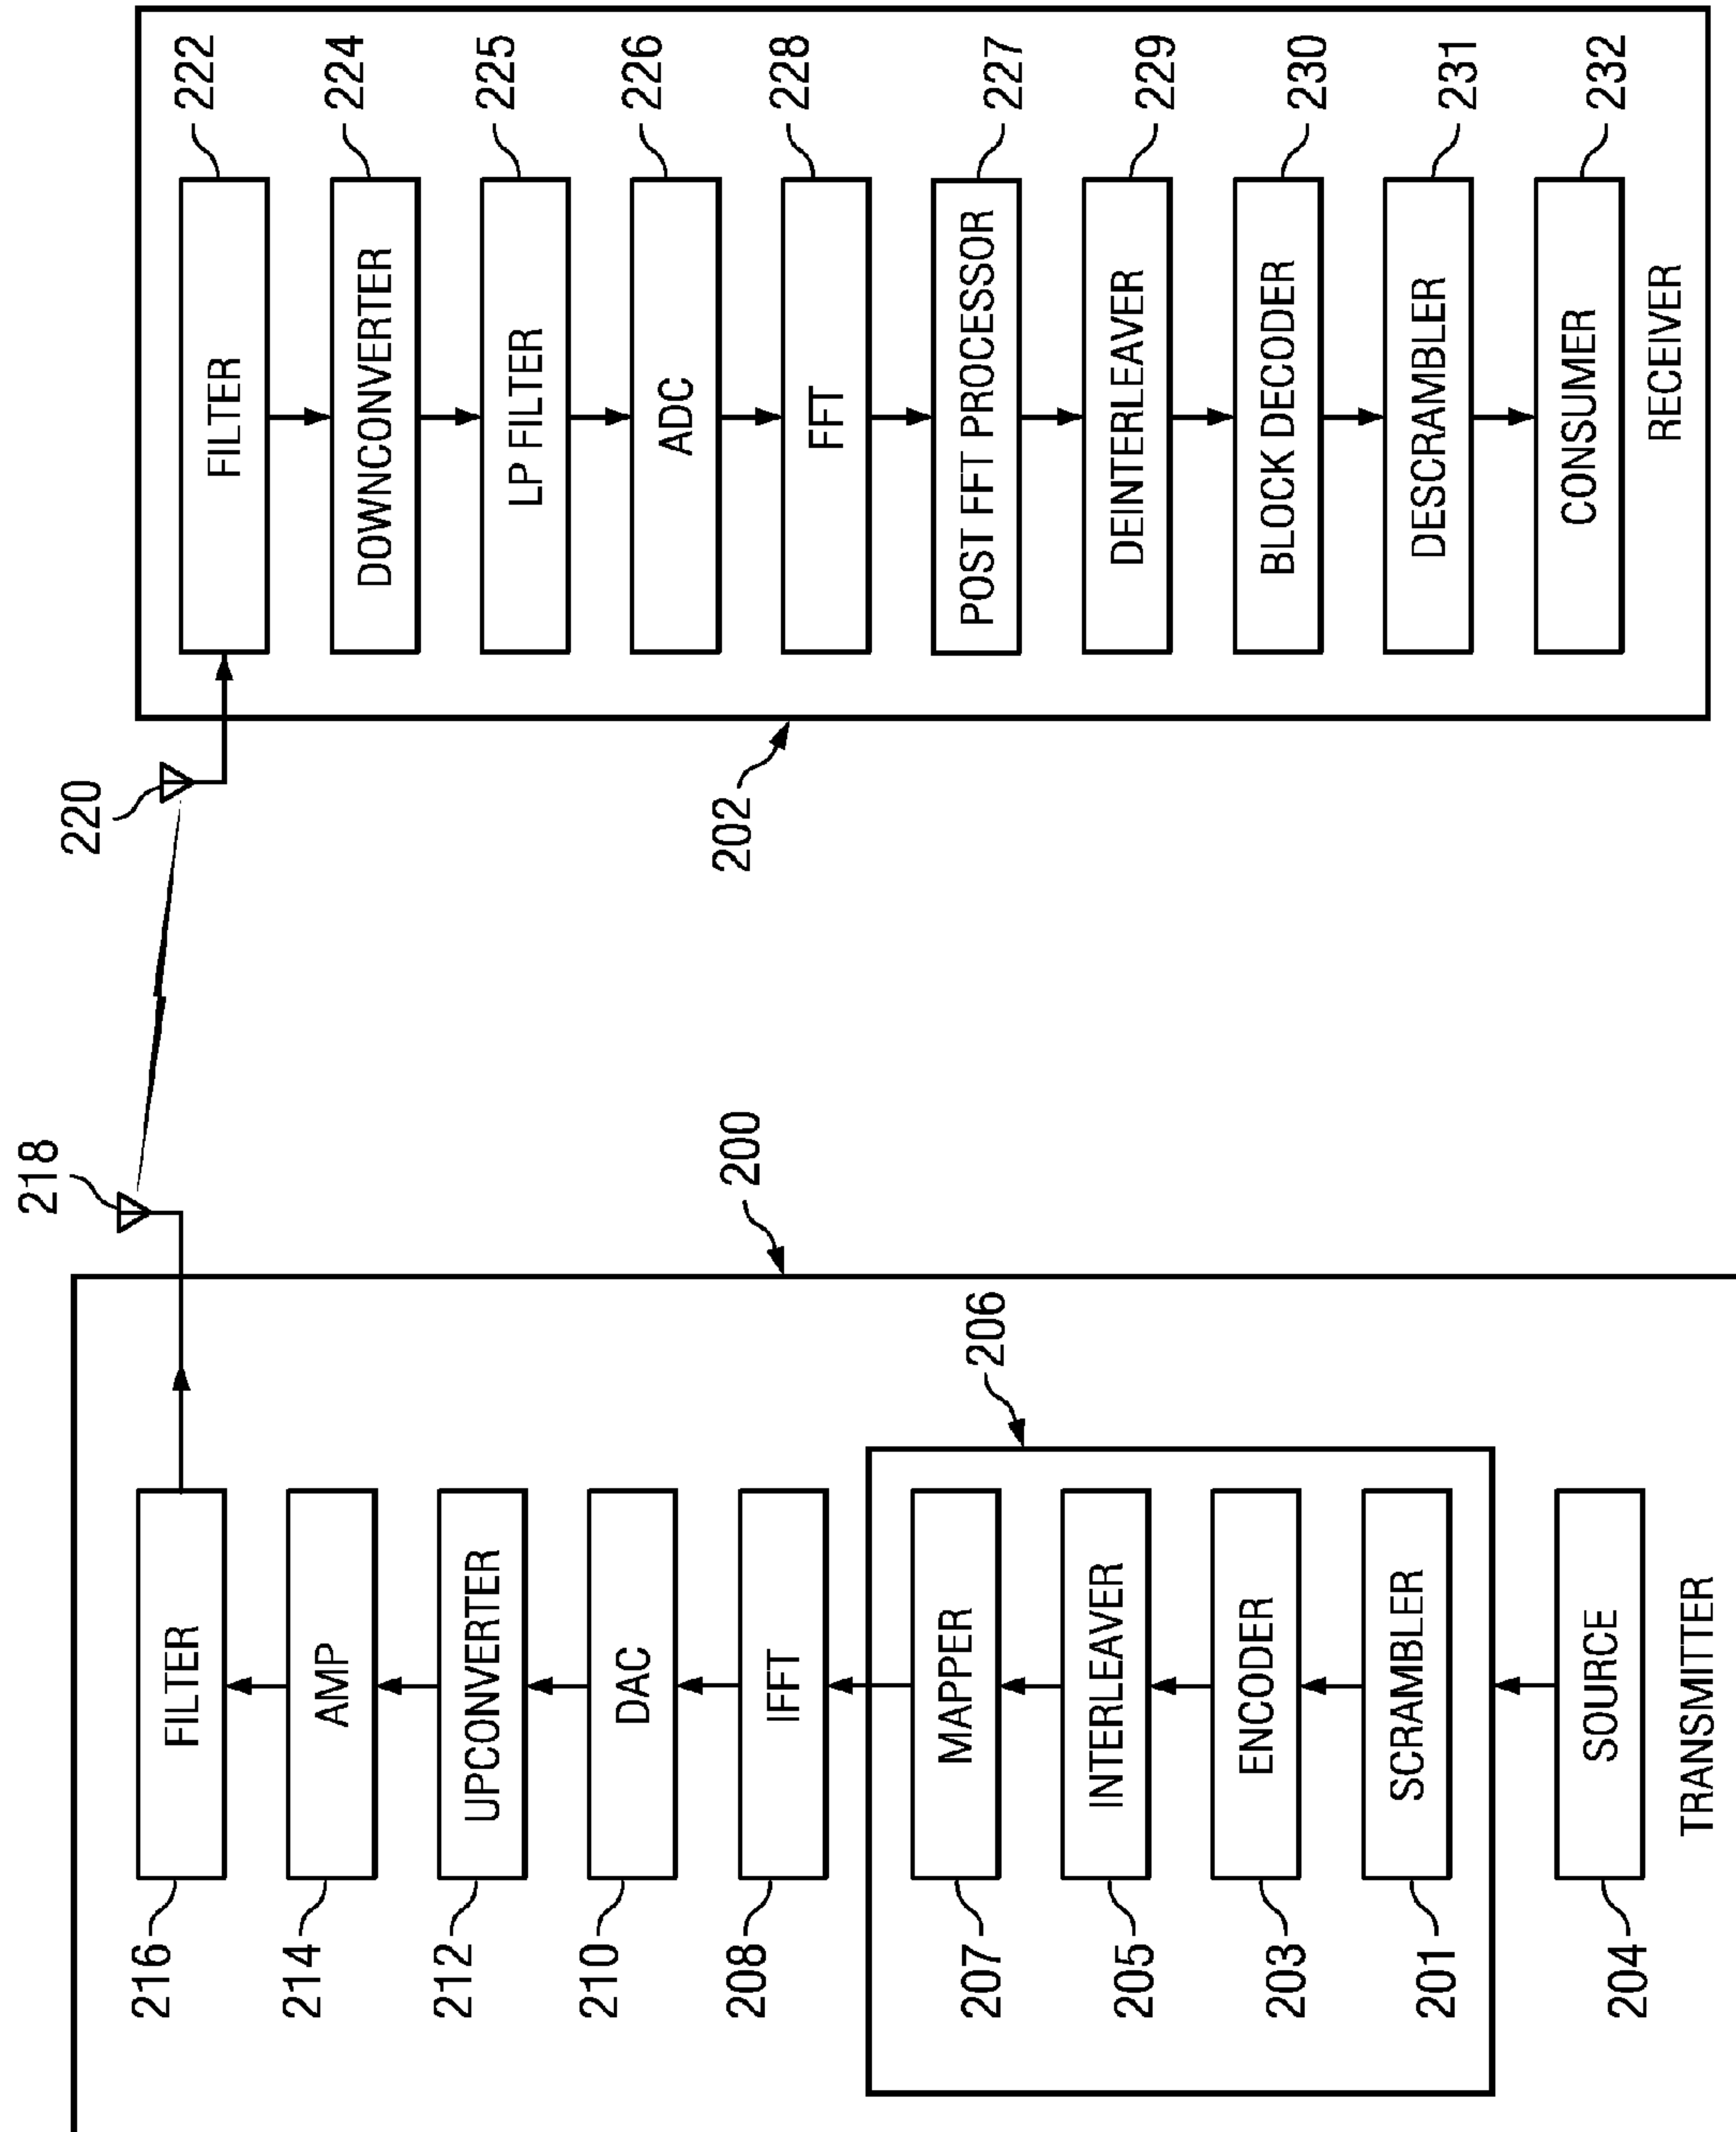 218
220
216
FILTER
214
AMP
212
UPCONVERTER
210
DAC
208
IFFT
207
MAPPER
205
INTERLEAVER
203
ENCODER
201
SCRAMBLER
204
SOURCE
TRANSMITTER
206
200
202
FILTER
222
DOWNCONVERTER
224
LP FILTER
225
ADC
226
FFT
228
POST FFT PROCESSOR
227
DEINTERLEAVER
229
BLOCK DECODER
230
DESCRAMBLER
231
CONSUMER
232
RECEIVER